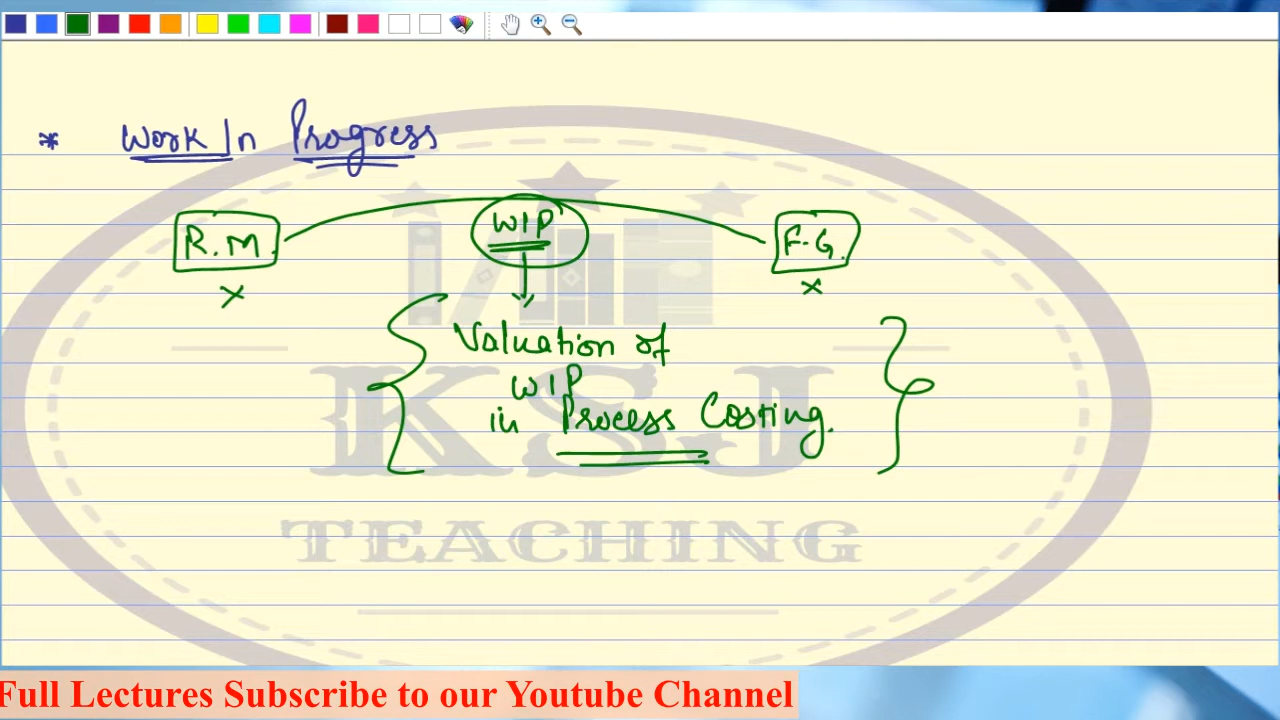 * Work In Progress
R.M. WIP F.G.
x x
Valuation of
WIP
in Process Costing.
KSJ
TEACHING
Full Lectures Subscribe to our Youtube Channel